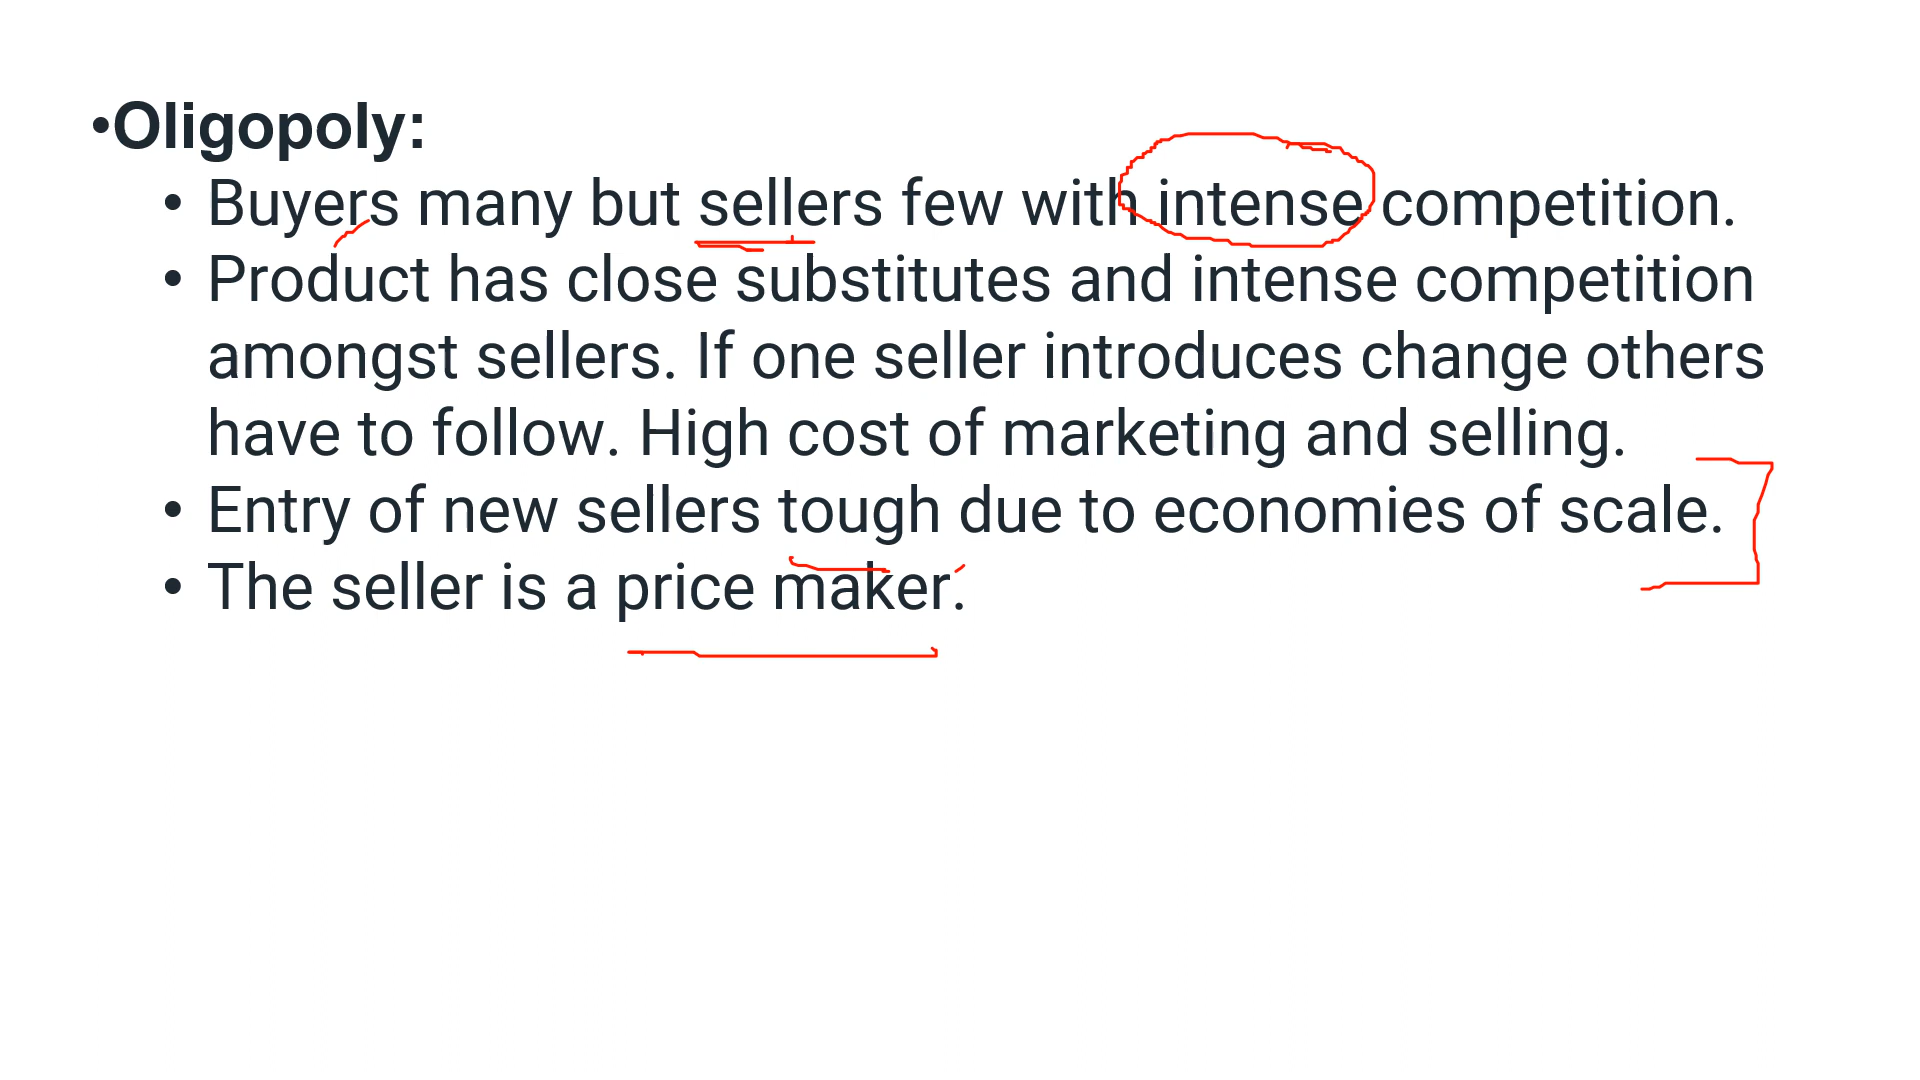 •Oligopoly:
• Buyers many but sellers few with intense competition.
• Product has close substitutes and intense competition
amongst sellers. If one seller introduces change others
have to follow. High cost of marketing and selling.
• Entry of new sellers tough due to economies of scale.
• The seller is a price maker.